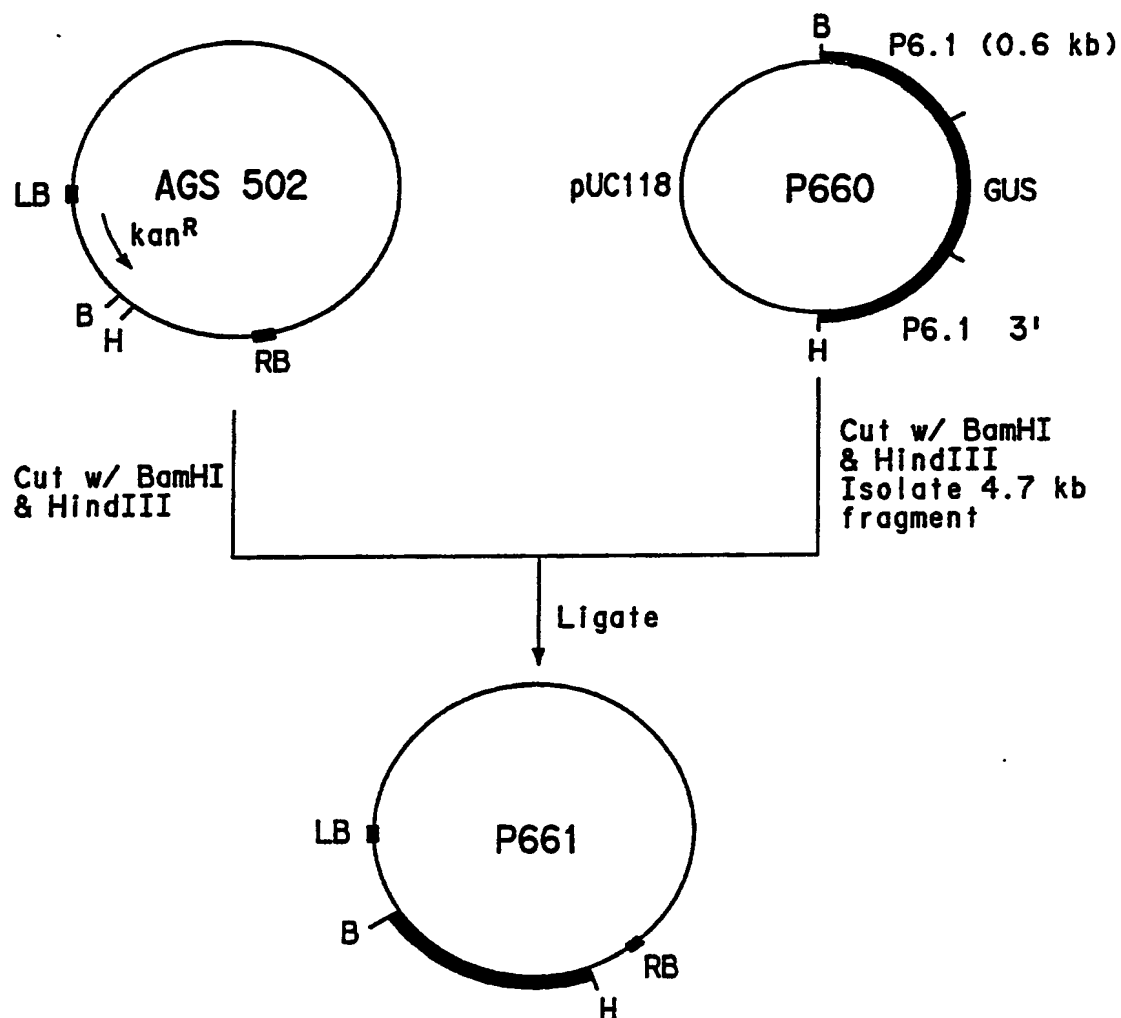 AGS 502
LB
kanR
B
H
RB
B
P6.1 (0.6 kb)
pUC118
P660
GUS
P6.1 3'
H
Cut w/ BamHI
& HindIII
Cut w/ BamHI
& HindIII
Isolate 4.7 kb
fragment
Ligate
P661
LB
B
RB
H